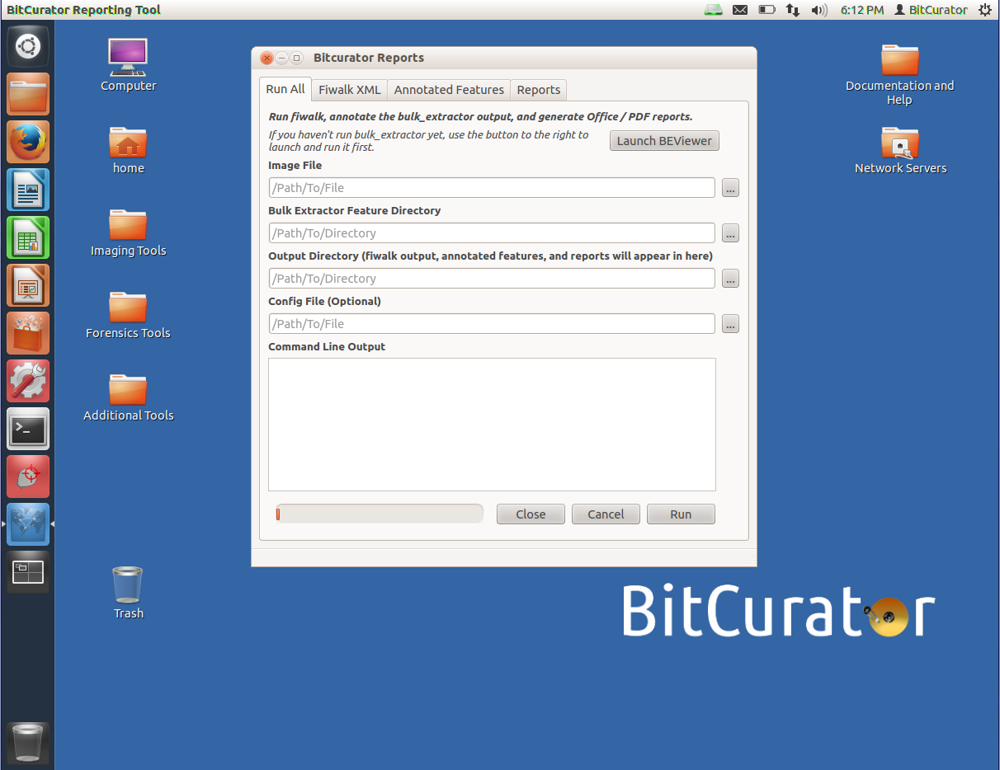 BitCurator Reporting Tool
6:12 PM
BitCurator
Computer
home
Imaging Tools
Forensics Tools
Additional Tools
Trash
Bitcurator Reports
Run All
Fiwalk XML
Annotated Features
Reports
Run fiwalk, annotate the bulk_extractor output, and generate Office / PDF reports.
If you haven't run bulk_extractor yet, use the button to the right to
launch and run it first.
Launch BEViewer
Image File
/Path/To/File
...
Bulk Extractor Feature Directory
/Path/To/Directory
...
Output Directory (fiwalk output, annotated features, and reports will appear in here)
/Path/To/Directory
...
Config File (Optional)
/Path/To/File
...
Command Line Output
Close
Cancel
Run
Documentation and
Help
Network Servers
BitCurator